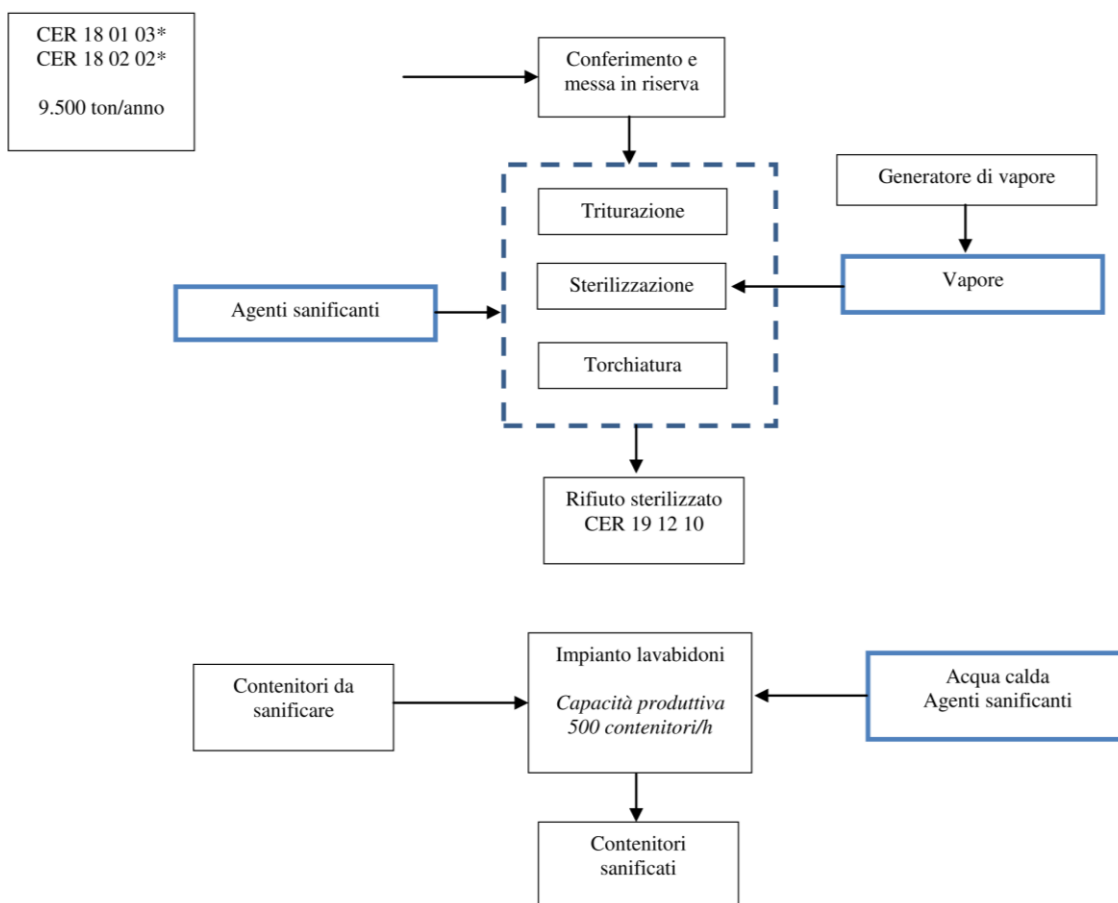 CER 18 01 03*
CER 18 02 02*
9.500 ton/anno
Conferimento e
messa in riserva
Triturazione
Generatore di vapore
Sterilizzazione
Vapore
Agenti sanificanti
Torchiatura
Rifiuto sterilizzato
CER 19 12 10
Contenitori da
sanificare
Impianto lavabidoni
Capacità produttiva
500 contenitori/h
Acqua calda
Agenti sanificanti
Contenitori
sanificati